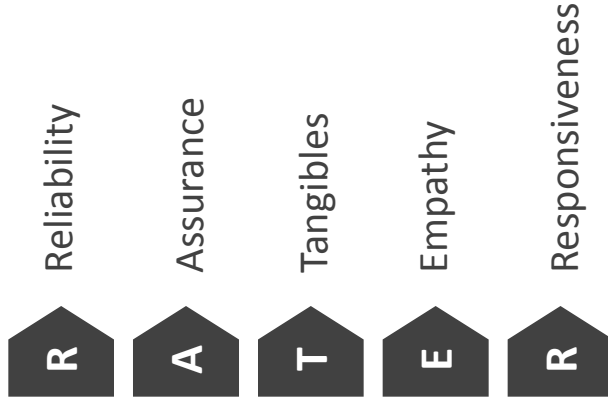 R Reliability
A Assurance
T Tangibles
E Empathy
R Responsiveness